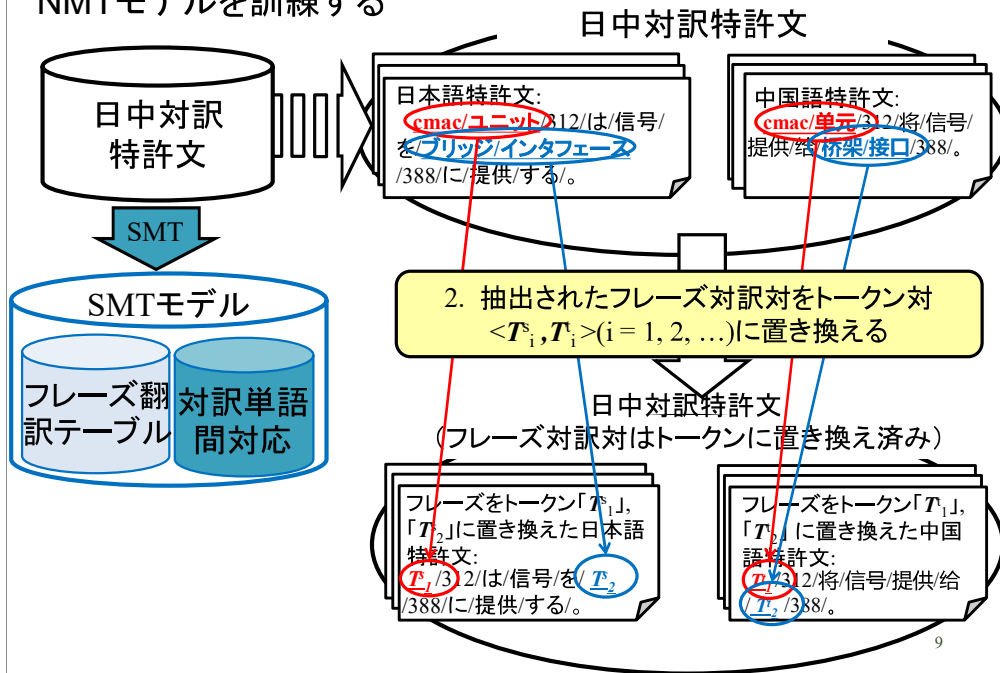 NMTモデルを訓練する
日中対訳特許文
日中対訳
特許文
日本語特許文:
cmac/ユニット/312/は/信号/
を/ブリッジ/インタフェース
/388/に/提供/する/。
中国語特許文:
cmac/単元/312/将/信号/
提供/给/桥架/接口/388/。
SMT
SMTモデル
フレーズ翻
訳テーブル
対訳単語
間対応
2. 抽出されたフレーズ対訳対をトークン対
<Tˢᵢ,Tᵗᵢ>(i = 1, 2, …)に置き換える
日中対訳特許文
(フレーズ対訳対はトークンに置き換え済み)
フレーズをトークン「Tˢ₁」,
「Tˢ₂」に置き換えた日本語
特許文:
Tˢ₁/312/は/信号/を/ Tˢ₂
/388/に/提供/する/。
フレーズをトークン「Tᵗ₁」,
「Tᵗ₂」に置き換えた中国
語特許文:
Tᵗ₁/312/将/信号/提供/给
/ Tᵗ₂ /388/。
9